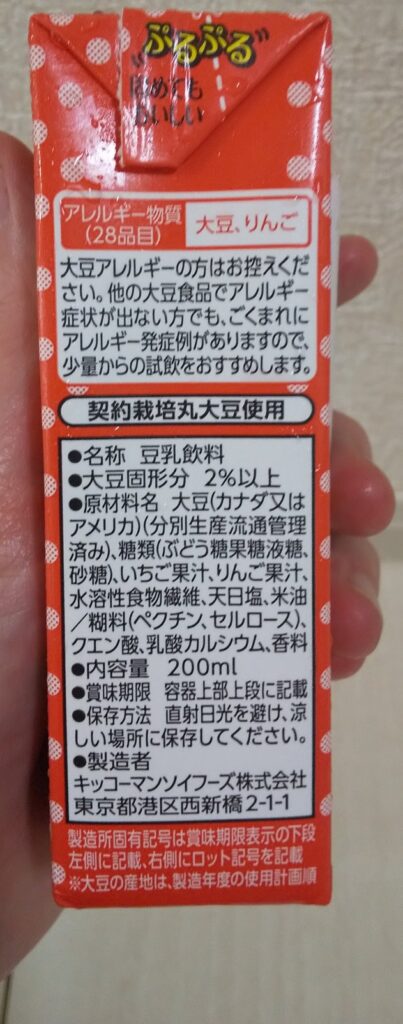 "ぷるぷる"
固めても
おいしい
アレルギー物質
(28品目)
大豆、りんご
大豆アレルギーの方はお控えくだ
さい。他の大豆食品でアレルギー
症状が出ない方でも、ごくまれに
アレルギー発症例がありますので、
少量からの試飲をおすすめします。
契約栽培丸大豆使用
●名称 豆乳飲料
●大豆固形分 2%以上
●原材料名 大豆(カナダ又は
アメリカ)(分別生産流通管理
済み)、糖類(ぶどう糖果糖液糖、
砂糖)、いちご果汁、りんご果汁、
水溶性食物繊維、天日塩、米油
/糊料(ペクチン、セルロース)、
クエン酸、乳酸カルシウム、香料
●内容量 200ml
●賞味期限 容器上部上段に記載
●保存方法 直射日光を避け、涼
しい場所に保存してください。
●製造者
キッコーマンソイフーズ株式会社
東京都港区西新橋2-1-1
製造所固有記号は賞味期限表示の下段
左側に記載、右側にロット記号を記載
※大豆の産地は、製造年度の使用計画順